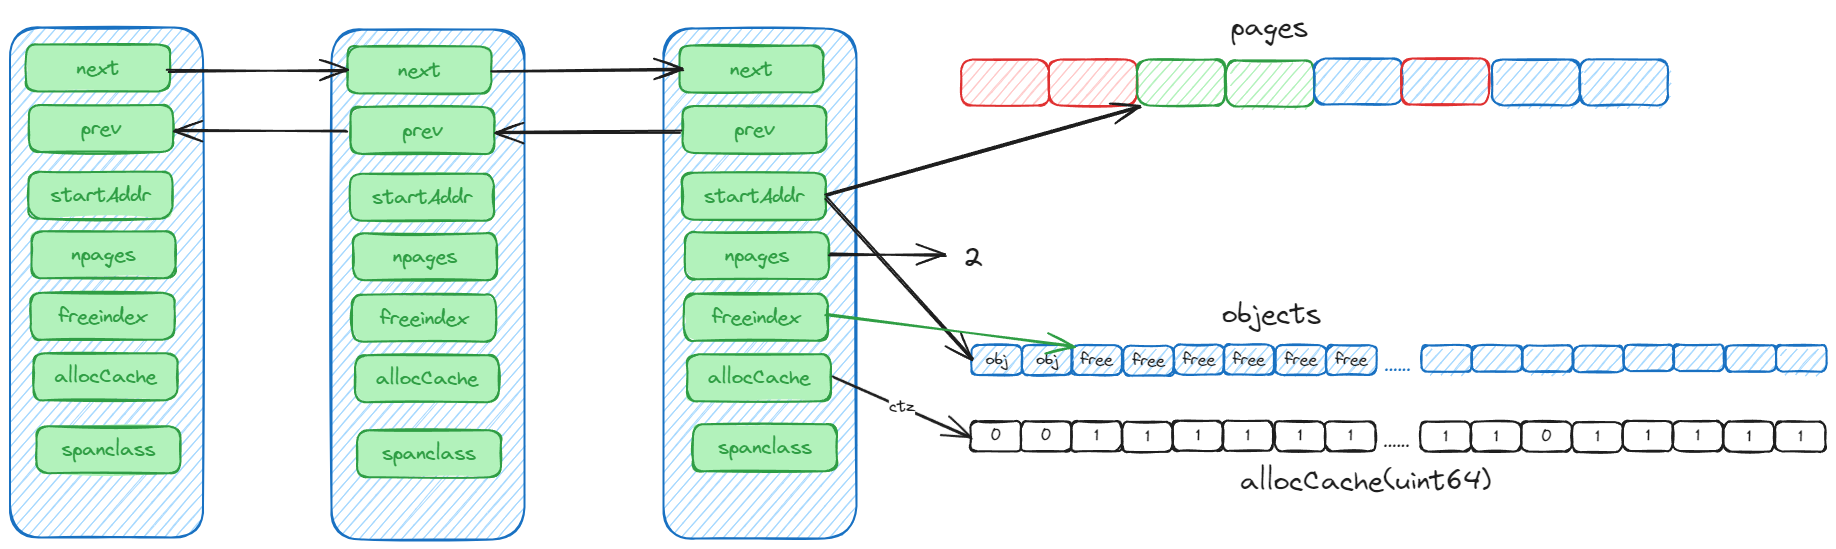 next
prev
startAddr
npages
freeindex
allocCache
spanclass
next
prev
startAddr
npages
freeindex
allocCache
spanclass
next
prev
startAddr
npages
freeindex
allocCache
spanclass
pages
2
objects
obj obj free free free free free free ......
ctz
0 0 1 1 1 1 1 1 ...... 1 1 0 1 1 1 1 1
allocCache(uint64)